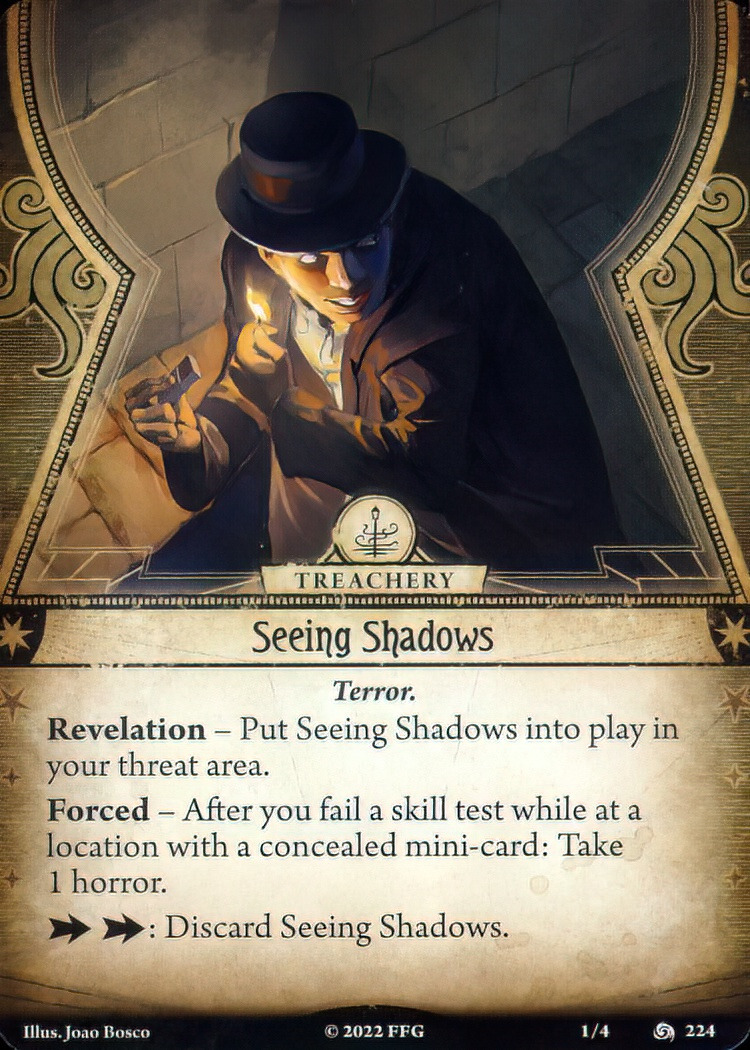 TREACHERY
Seeing Shadows
Terror.
Revelation – Put Seeing Shadows into play in
your threat area.
Forced – After you fail a skill test while at a
location with a concealed mini-card: Take
1 horror.
: Discard Seeing Shadows.
Illus. Joao Bosco © 2022 FFG 1/4 224